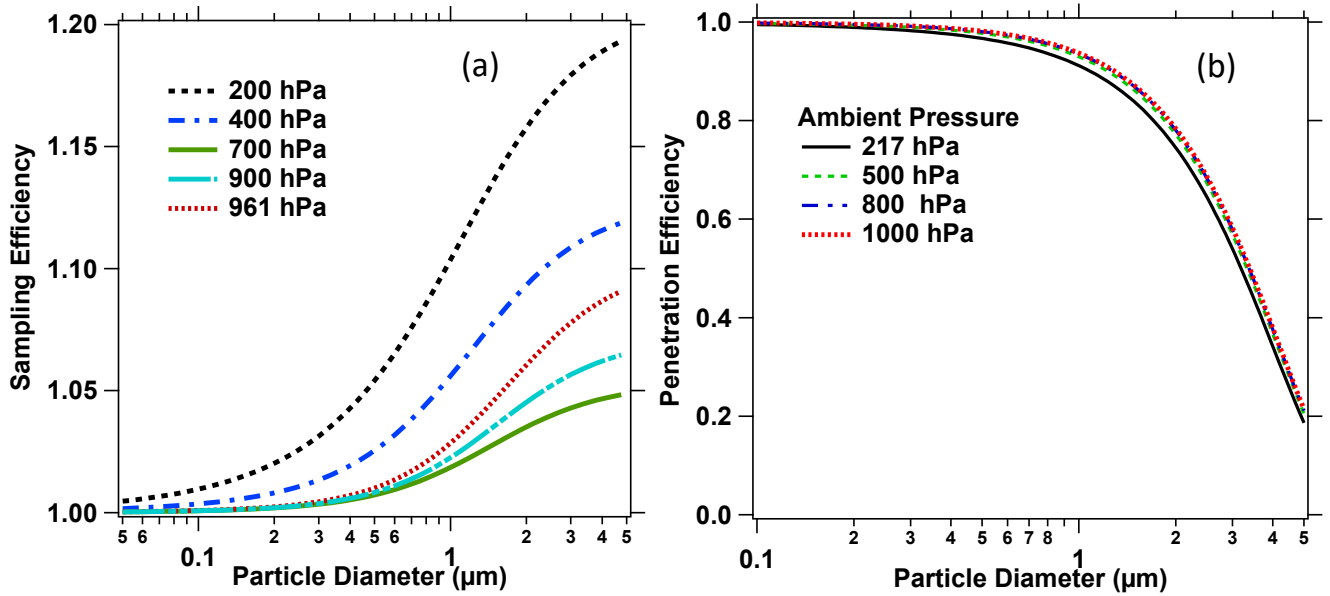 (a)
200 hPa
400 hPa
700 hPa
900 hPa
961 hPa
Sampling Efficiency
1.20
1.15
1.10
1.05
1.00
5 6 0.1 2 3 4 5 6 1 2 3 4 5
Particle Diameter (µm)
(b)
Ambient Pressure
217 hPa
500 hPa
800 hPa
1000 hPa
Penetration Efficiency
1.0
0.8
0.6
0.4
0.2
0.0
0.1 2 3 4 5 6 7 8 1 2 3 4 5
Particle Diameter (µm)